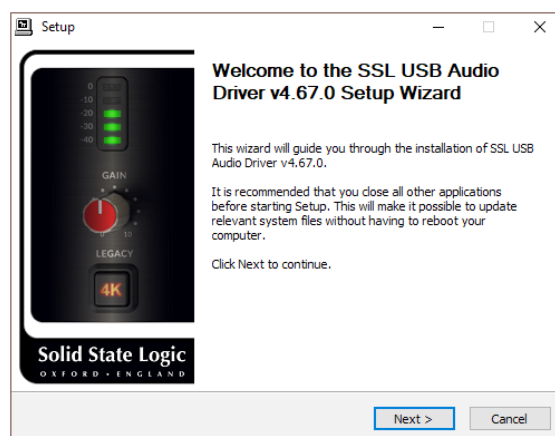 Setup
Welcome to the SSL USB Audio
Driver v4.67.0 Setup Wizard
This wizard will guide you through the installation of SSL USB
Audio Driver v4.67.0.
It is recommended that you close all other applications
before starting Setup. This will make it possible to update
relevant system files without having to reboot your
computer.
Click Next to continue.
0
-10
-20
-30
-40
GAIN
0 10
LEGACY
4K
Solid State Logic
OXFORD • ENGLAND
Next >
Cancel